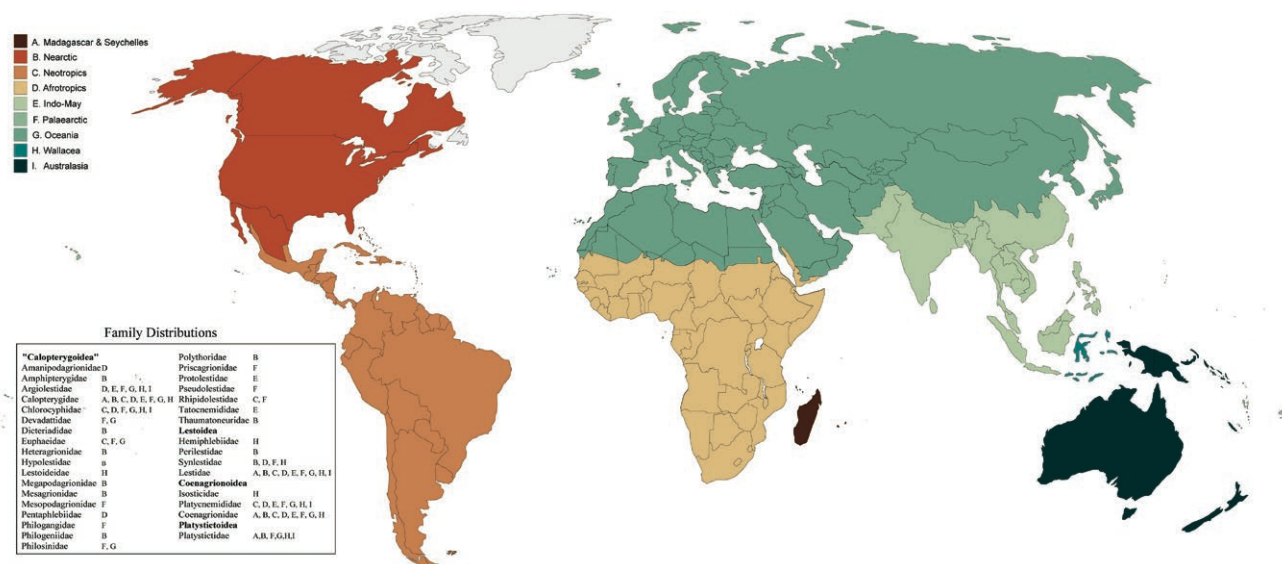 A. Madagascar & Seychelles
B. Nearctic
C. Neotropics
D. Afrotropics
E. Indo-May
F. Palaearctic
G. Oceania
H. Wallacea
I. Australasia
Family Distributions
"Calopterygoidea"
Amanipodagrionidae D
Amphipterygidae B
Argiolestidae D, E, F, G, H, I
Calopterygidae A, B, C, D, E, F, G, H
Chlorocyphidae C, D, F, G, H, I
Devadattidae F, G
Dicteriadidae B
Euphaeidae C, F, G
Heteragrionidae B
Hypolestidae B
Lestoideidae H
Megapodagrionidae B
Mesagrionidae B
Mesopodagrionidae F
Pentaphlebiidae D
Philogangidae F
Philogeniidae B
Philosinidae F, G
Polythoridae B
Priscagrionidae F
Protolestidae E
Pseudolestidae F
Rhipidolestidae C, F
Tatocnemididae E
Thaumatoneuridae B
Lestoidea
Hemiphlebiidae H
Perilestidae B
Synlestidae B, D, F, H
Lestidae A, B, C, D, E, F, G, H, I
Coenagrionoidea
Isosticidae H
Platycnemididae C, D, E, F, G, H, I
Coenagrionidae A, B, C, D, E, F, G, H
Platystictoidea
Platystictidae A,B, F,G,H,I